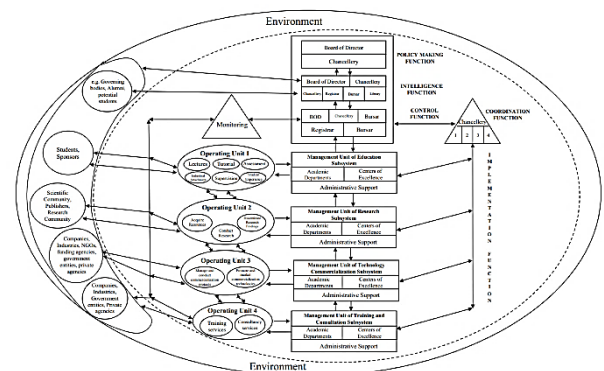 Environment
Board of Director
Chancellery
POLICY MAKING
FUNCTION
e.g. Governing
bodies, Alumni,
potential
students
Board of Director
Chancellery
Chancellery
Registrar
Bursar
Library
INTELLIGENCE
FUNCTION
Monitoring
BOD
Chancellery
Bursar
Registrar
Bursar
CONTROL
FUNCTION
COORDINATION
FUNCTION
Chancellery
1 2 3 4
Students,
Sponsors
Operating Unit 1
Lectures
Tutorial
Supervision
Management Unit of Education
Subsystem
Academic
Departments
Centers of
Excellence
Administrative Support
Scientific
Community,
Publishers,
Research
Community
Operating Unit 2
Conduct
Research
Management Unit of Research
Subsystem
Academic
Departments
Centers of
Excellence
Administrative Support
Companies,
Industries, NGOs,
funding agencies,
government
entities, private
agencies
Operating Unit 3
Management Unit of Technology
Commercialization Subsystem
Academic
Departments
Centers of
Excellence
Administrative Support
Companies,
Industries,
Government
entities, Private
agencies
Operating Unit 4
Training
services
Consultancy
services
Management Unit of Training and
Consultation Subsystem
Academic
Departments
Centers of
Excellence
Administrative Support
IMPLEMENTATION FUNCTION
Environment